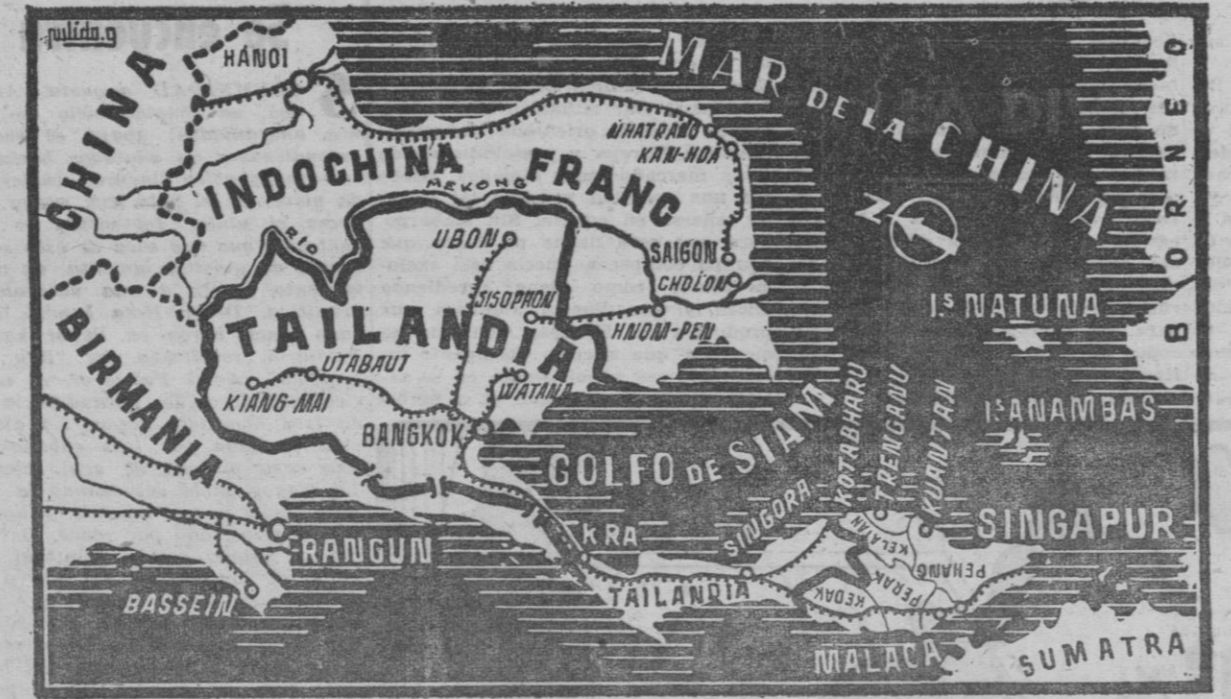 pulido.g
CHINA
HÁNOI
MAR DE LA CHINA
BORNEO
NHATRANG
KAN-HOA
INDOCHINA FRANC
RIO MEKONG
UBON
SAIGON
CHOLON
SISOPHON
HNOM-PEN
Z
Is NATUNA
BIRMANIA
TAILANDIA
UTABAUT
KIANG-MAI
WATANA
BANGKOK
GOLFO DE SIAM
KOTABHARU
TRENGANU
KUANTAN
Is ANAMBAS
RANGUN
BASSEIN
KRA
SINGORA
SINGAPUR
TAILANDIA
KELAN
PEHANG
PERAK
KEDAK
MALACA
SUMATRA